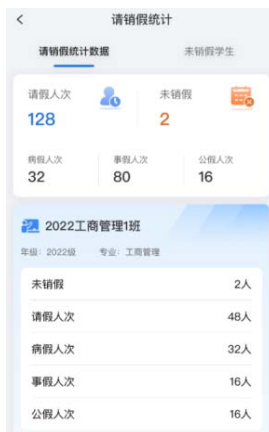 请销假统计
请销假统计数据 未销假学生
请假人次 未销假
128 2
病假人次 事假人次 公假人次
32 80 16
2022工商管理1班
年级：2022级 专业：工商管理
未销假 2人
请假人次 48人
病假人次 32人
事假人次 16人
公假人次 16人